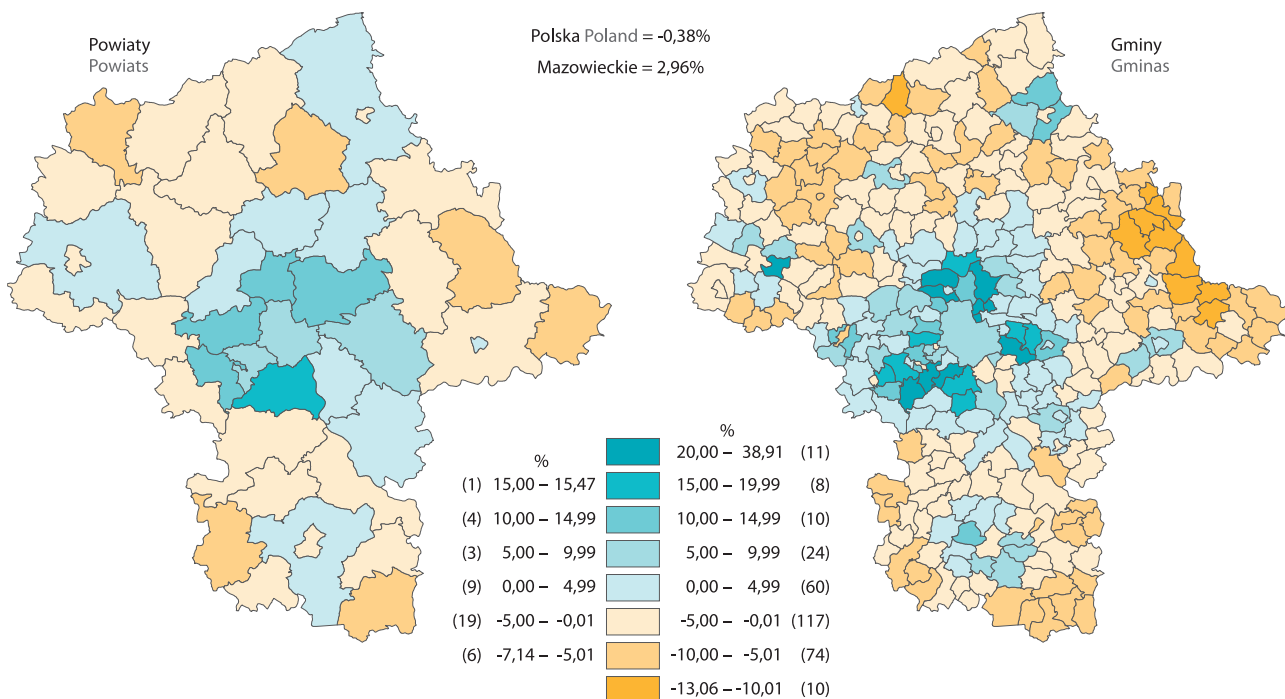 Powiaty
Powiats
Polska Poland = -0,38%
Mazowieckie = 2,96%
Gminy
Gminas
%
%
20,00 – 38,91 (11)
(1) 15,00 – 15,47
15,00 – 19,99 (8)
(4) 10,00 – 14,99
10,00 – 14,99 (10)
(3) 5,00 – 9,99
5,00 – 9,99 (24)
(9) 0,00 – 4,99
0,00 – 4,99 (60)
(19) -5,00 – -0,01
-5,00 – -0,01 (117)
(6) -7,14 – -5,01
-10,00 – -5,01 (74)
-13,06 – -10,01 (10)